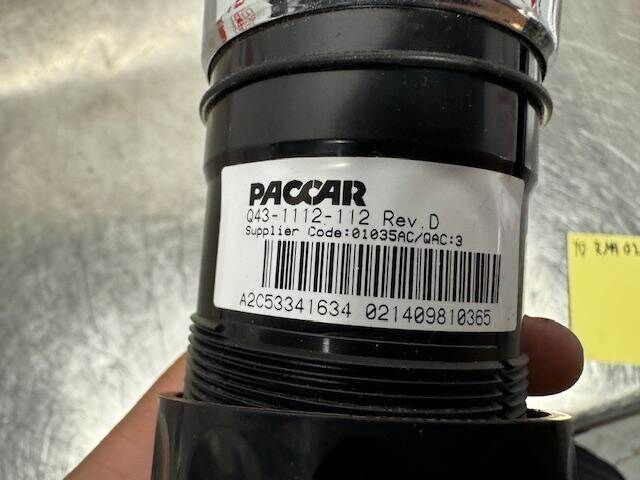 PACCAR
Q43-1112-112 Rev.D
Supplier Code:01035AC/QAC:3
A2C53341634 021409810365